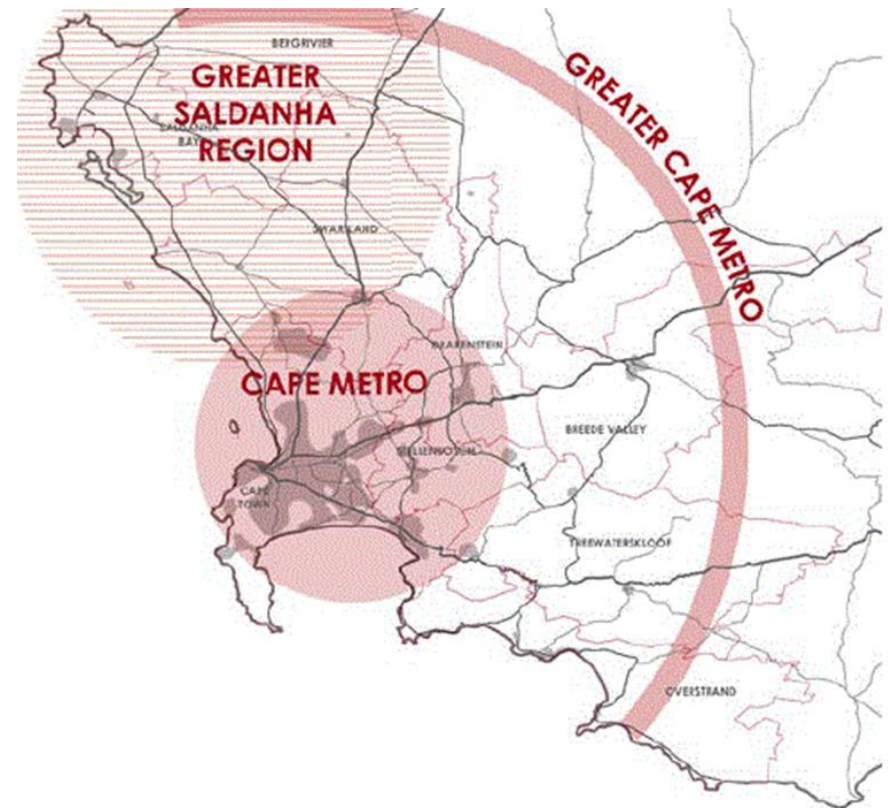 BERGRIVIER
GREATER
SALDANHA
REGION
SALDANHA
BAY
GREATER CAPE METRO
SWARTLAND
DRAKENSTEIN
CAPE METRO
BREEDE VALLEY
STELLENBOSCH
CAPE
TOWN
THEEWATERSKLOOF
OVERSTRAND